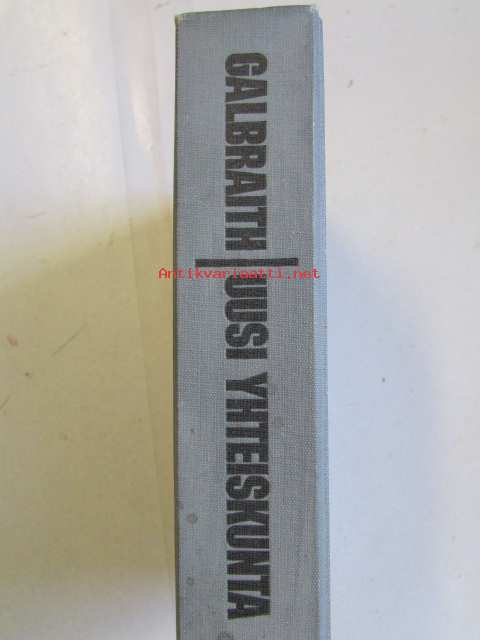 GALBRAITH | UUSI YHTEISKUNTA
Antikvariaatti.net